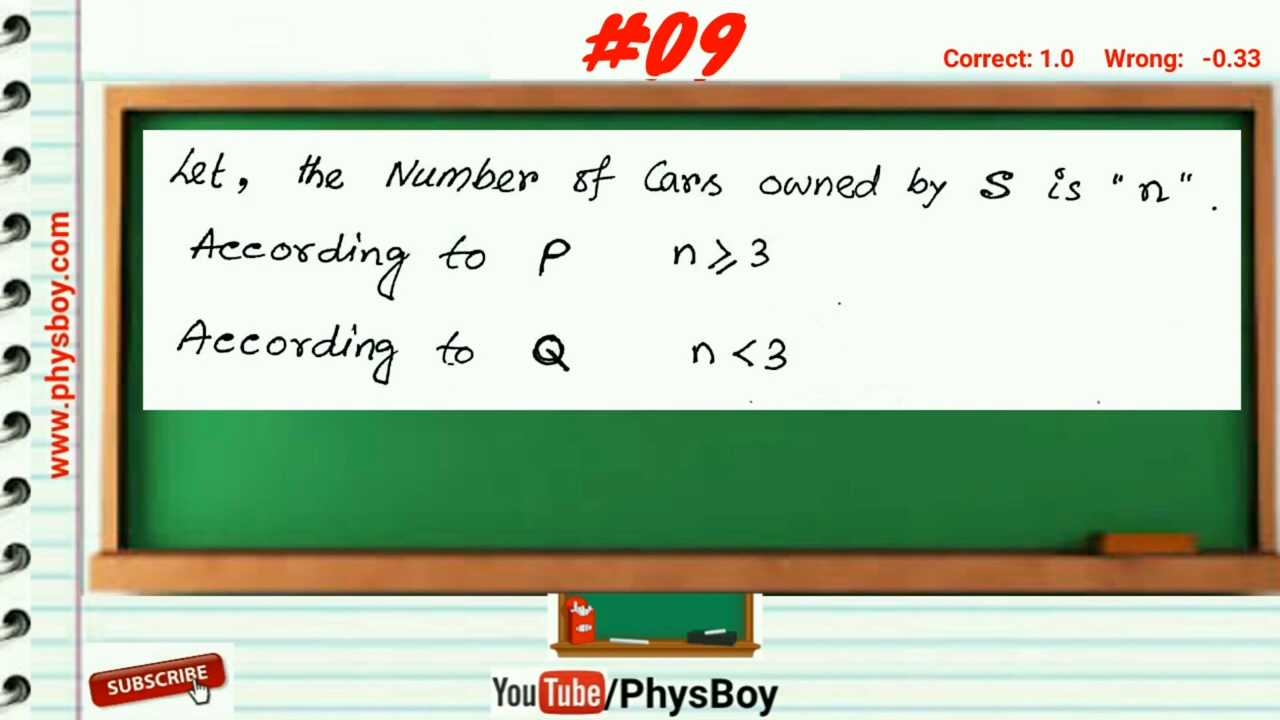 #09
Correct: 1.0 Wrong: -0.33
Let, the Number of Cars owned by S is "n".
According to P n ⩾ 3
According to Q n < 3
www.physboy.com
SUBSCRIBE
YouTube/PhysBoy